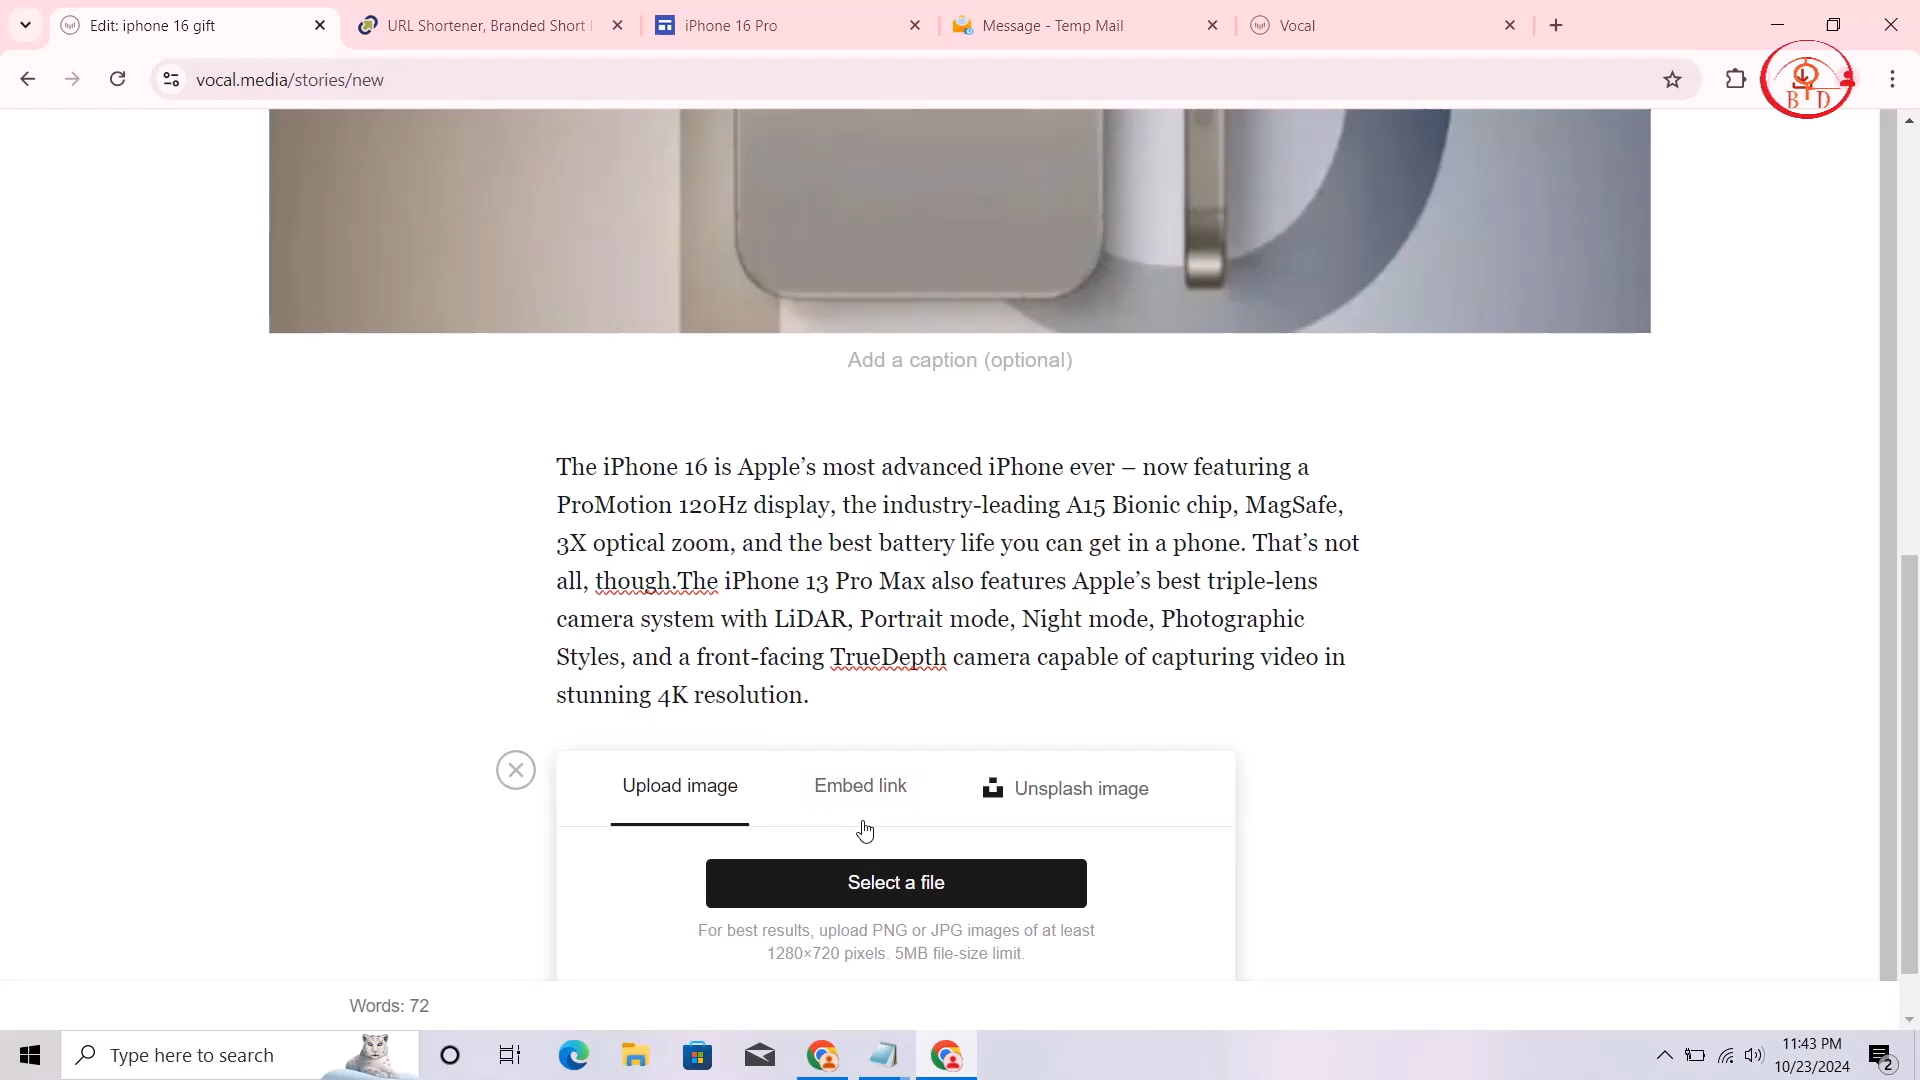 Edit: iphone 16 gift
URL Shortener, Branded Short L
iPhone 16 Pro
Message - Temp Mail
Vocal
vocal.media/stories/new
B D
Add a caption (optional)
The iPhone 16 is Apple’s most advanced iPhone ever – now featuring a
ProMotion 120Hz display, the industry-leading A15 Bionic chip, MagSafe,
3X optical zoom, and the best battery life you can get in a phone. That’s not
all, though.The iPhone 13 Pro Max also features Apple’s best triple-lens
camera system with LiDAR, Portrait mode, Night mode, Photographic
Styles, and a front-facing TrueDepth camera capable of capturing video in
stunning 4K resolution.
Upload image
Embed link
Unsplash image
Select a file
For best results, upload PNG or JPG images of at least
1280×720 pixels. 5MB file-size limit.
Words: 72
Type here to search
11:43 PM
10/23/2024
2